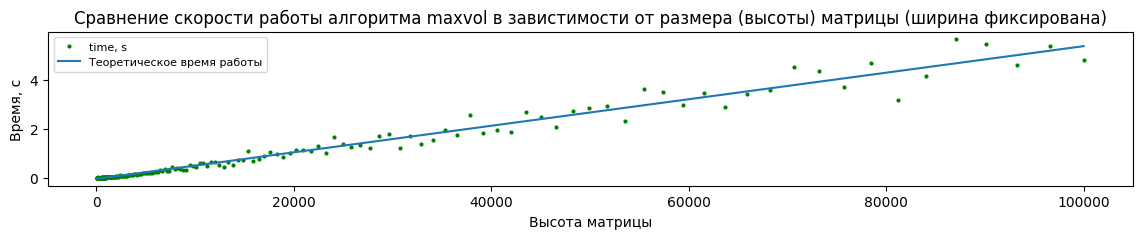 Сравнение скорости работы алгоритма maxvol в завистимости от размера (высоты) матрицы (ширина фиксирована)
time, s
Теоретическое время работы
Время, с
4
2
0
0
20000
40000
60000
80000
100000
Высота матрицы